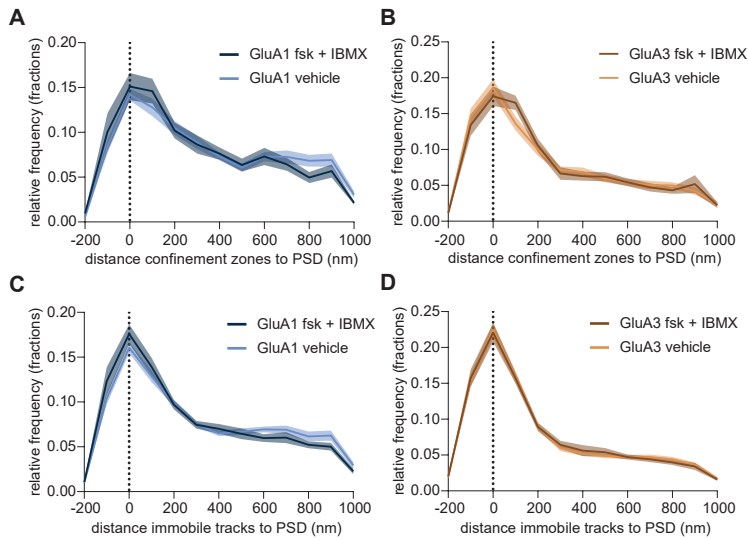 A
relative frequency (fractions)
0.20
0.15
0.10
0.05
0.00
-200
0
200
400
600
800
1000
distance confinement zones to PSD (nm)
GluA1 fsk + IBMX
GluA1 vehicle
B
relative frequency (fractions)
0.25
0.20
0.15
0.10
0.05
0.00
-200
0
200
400
600
800
1000
distance confinement zones to PSD (nm)
GluA3 fsk + IBMX
GluA3 vehicle
C
relative frequency (fractions)
0.20
0.15
0.10
0.05
0.00
-200
0
200
400
600
800
1000
distance immobile tracks to PSD (nm)
GluA1 fsk + IBMX
GluA1 vehicle
D
relative frequency (fractions)
0.25
0.20
0.15
0.10
0.05
0.00
-200
0
200
400
600
800
1000
distance immobile tracks to PSD (nm)
GluA3 fsk + IBMX
GluA3 vehicle